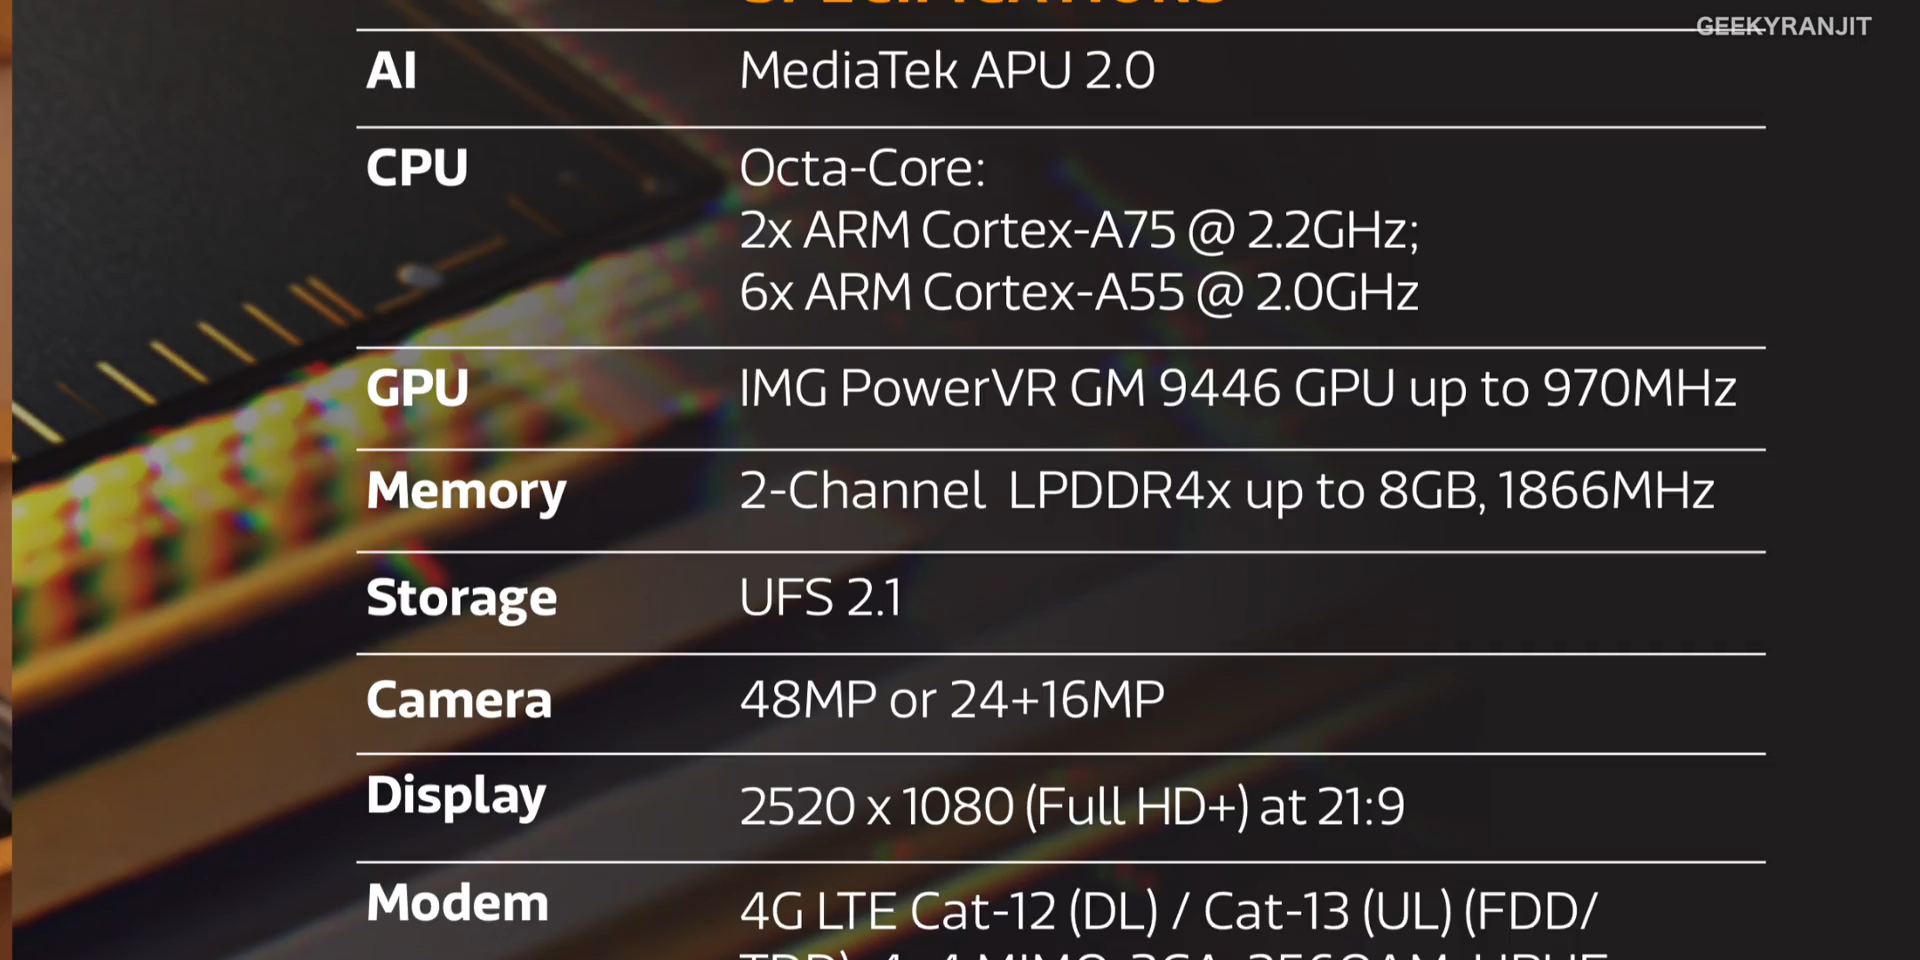 SPECIFICATIONS
GEEKYRANJIT
AI MediaTek APU 2.0
CPU Octa-Core:
2x ARM Cortex-A75 @ 2.2GHz;
6x ARM Cortex-A55 @ 2.0GHz
GPU IMG PowerVR GM 9446 GPU up to 970MHz
Memory 2-Channel LPDDR4x up to 8GB, 1866MHz
Storage UFS 2.1
Camera 48MP or 24+16MP
Display 2520 x 1080 (Full HD+) at 21:9
Modem 4G LTE Cat-12 (DL) / Cat-13 (UL) (FDD/